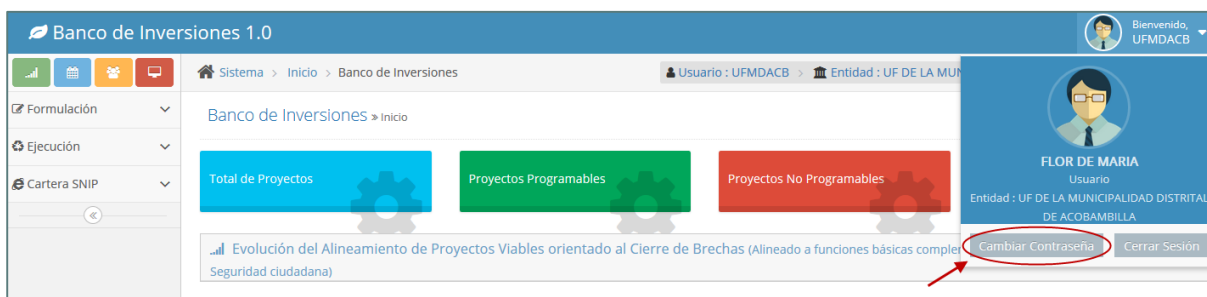 Banco de Inversiones 1.0
Bienvenido,
UFMDACB
Sistema > Inicio > Banco de Inversiones
Usuario : UFMDACB > Entidad : UF DE LA
Formulación
Ejecución
Cartera SNIP
Banco de Inversiones » Inicio
Total de Proyectos
Proyectos Programables
Proyectos No Programables
Evolución del Alineamiento de Proyectos Viables orientado al Cierre de Brechas (Alineado a funciones básicas
Seguridad ciudadana)
FLOR DE MARIA
Usuario
Entidad : UF DE LA MUNICIPALIDAD DISTRITAL
DE ACOBAMBILLA
Cambiar Contraseña
Cerrar Sesión